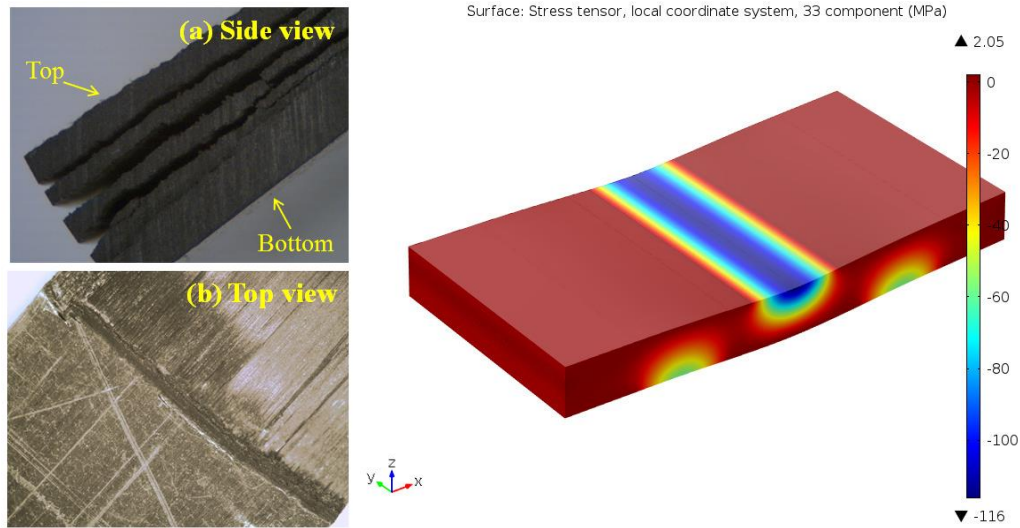 (a) Side view
Top
Bottom
(b) Top view
Surface: Stress tensor, local coordinate system, 33 component (MPa)
▲ 2.05
0
-20
-40
-60
-80
-100
▼ -116
y z x